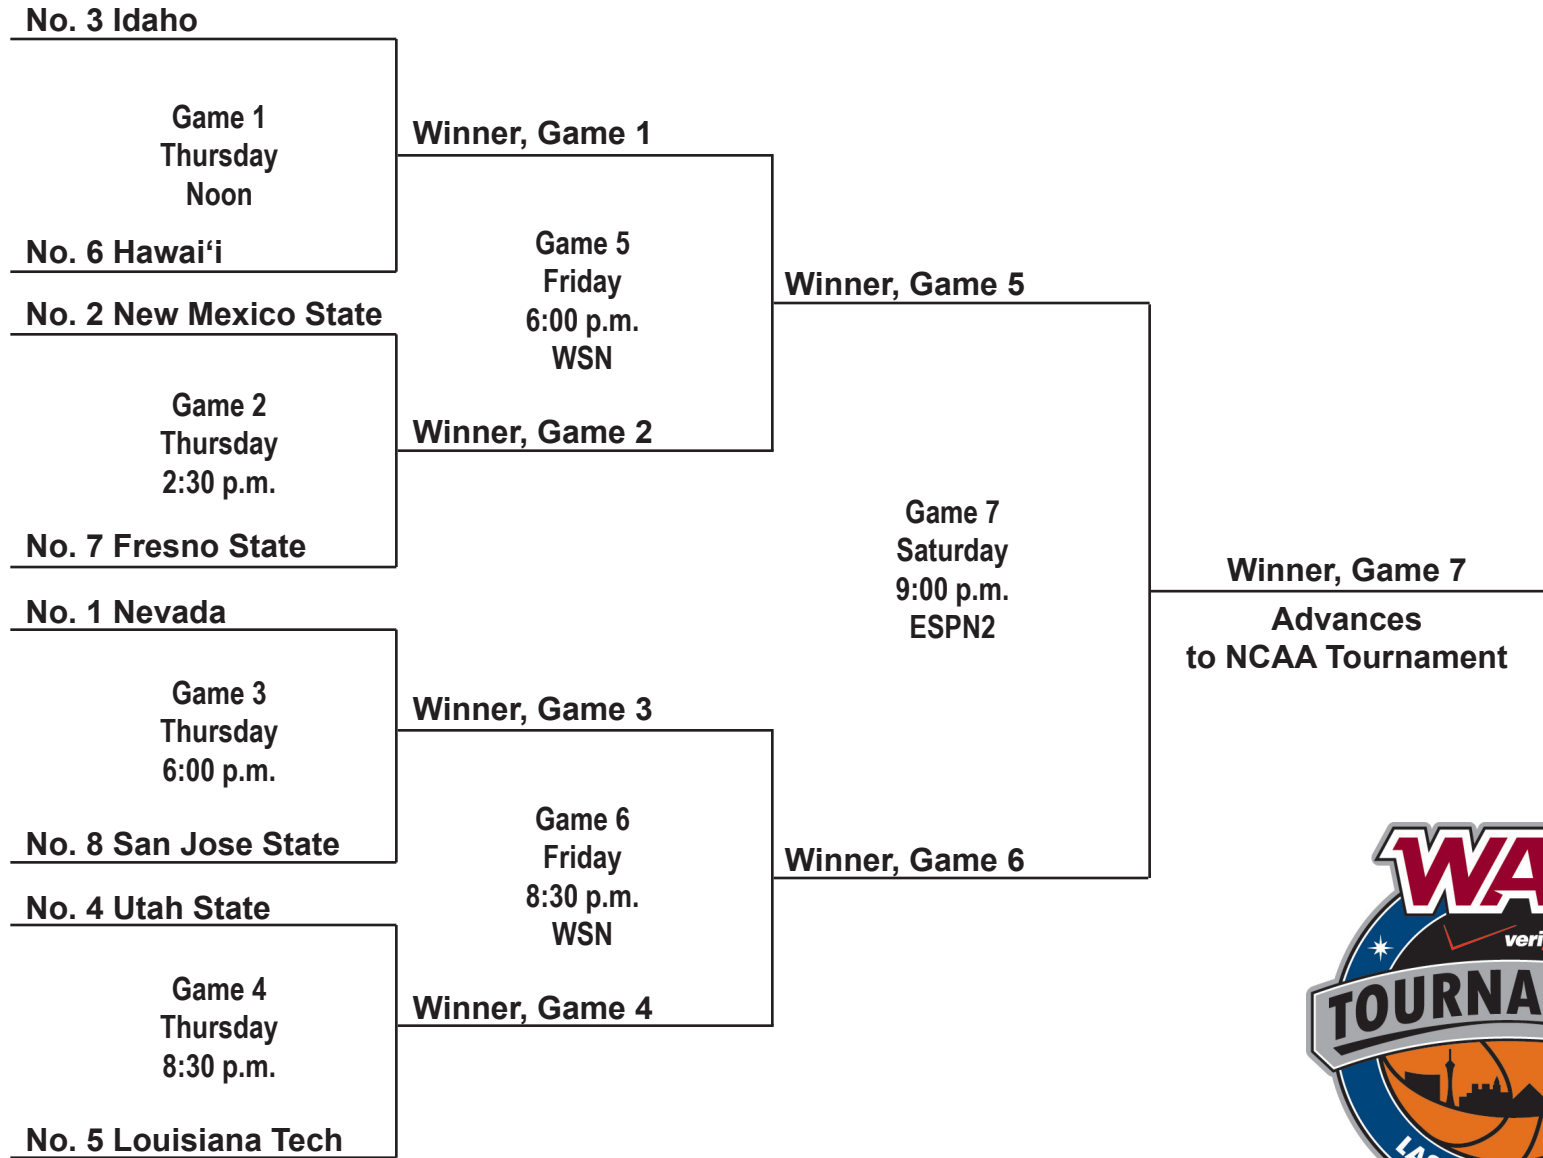 No. 3 Idaho
Game 1
Thursday
Noon
No. 6 Hawai‘i
No. 2 New Mexico State
Game 2
Thursday
2:30 p.m.
No. 7 Fresno State
No. 1 Nevada
Game 3
Thursday
6:00 p.m.
No. 8 San Jose State
No. 4 Utah State
Game 4
Thursday
8:30 p.m.
No. 5 Louisiana Tech
Winner, Game 1
Game 5
Friday
6:00 p.m.
WSN
Winner, Game 2
Winner, Game 3
Game 6
Friday
8:30 p.m.
WSN
Winner, Game 4
Winner, Game 5
Game 7
Saturday
9:00 p.m.
ESPN2
Winner, Game 6
Winner, Game 7
Advances
to NCAA Tournament
WA
veri
TOURNA
LAS